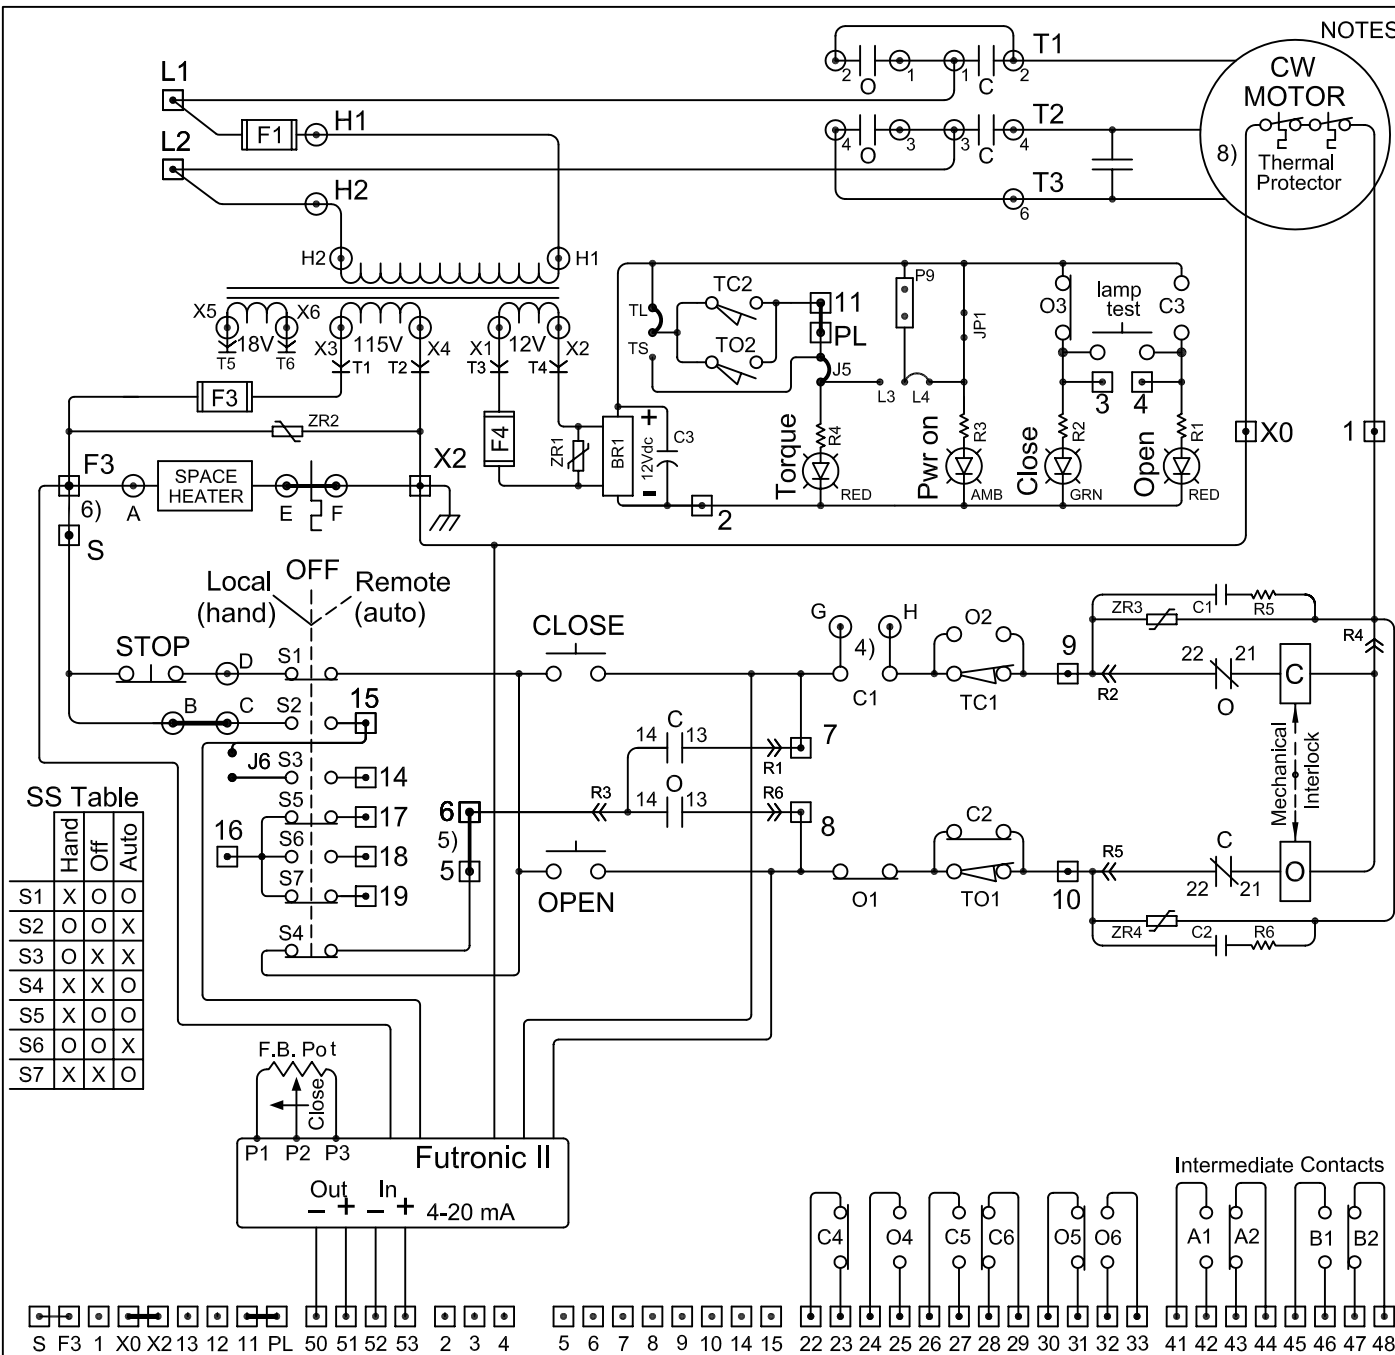 NOTES
L1
L2
F1
H1
H2
2 O 1 1 C 2 T1
4 O 3 3 C 4 T2
6 T3
CW
MOTOR
8)
Thermal
Protector
H2 H1
X5 X6 X3 X4 X1 X2
18V 115V 12V
T5 T6 T1 T2 T3 T4
F3
ZR2
F4
ZR1
BR1
+
12Vdc
-
C3
2
TL
TS
TC2
TO2
11
PL
J5
P9
JP1
L3 L4
O3
lamp
test
C3
3 4
Torque
R4
RED
Pwr on
R3
AMB
Close
R2
GRN
Open
R1
RED
X0
1
F3
6)
S
A
SPACE
HEATER
E F
X2
OFF
Local
(hand)
Remote
(auto)
STOP
D
S1
B C
S2
15
J6
S3
14
S5
17
16
S6
18
S7
19
S4
CLOSE
OPEN
6
5)
5
R3
14 C 13
R1
7
14 O 13
R6
8
G H
4)
C1
O2
TC1
9
R2
ZR3
C1
R5
R4
22 21
O
C
Mechanical
Interlock
O1
C2
TO1
10
R5
C
22 21
O
ZR4
C2
R6
SS Table
Hand Off Auto
S1 X O O
S2 O O X
S3 O X X
S4 X X O
S5 X O O
S6 O O X
S7 X X O
F.B. Pot
Close
P1 P2 P3
Futronic II
Out In
- + - +
4-20 mA
Intermediate Contacts
C4 O4 C5 C6 O5 O6 A1 A2 B1 B2
S F3 1 X0 X2 13 12 11 PL 50 51 52 53 2 3 4 5 6 7 8 9 10 14 15 22 23 24 25 26 27 28 29 30 31 32 33 41 42 43 44 45 46 47 48